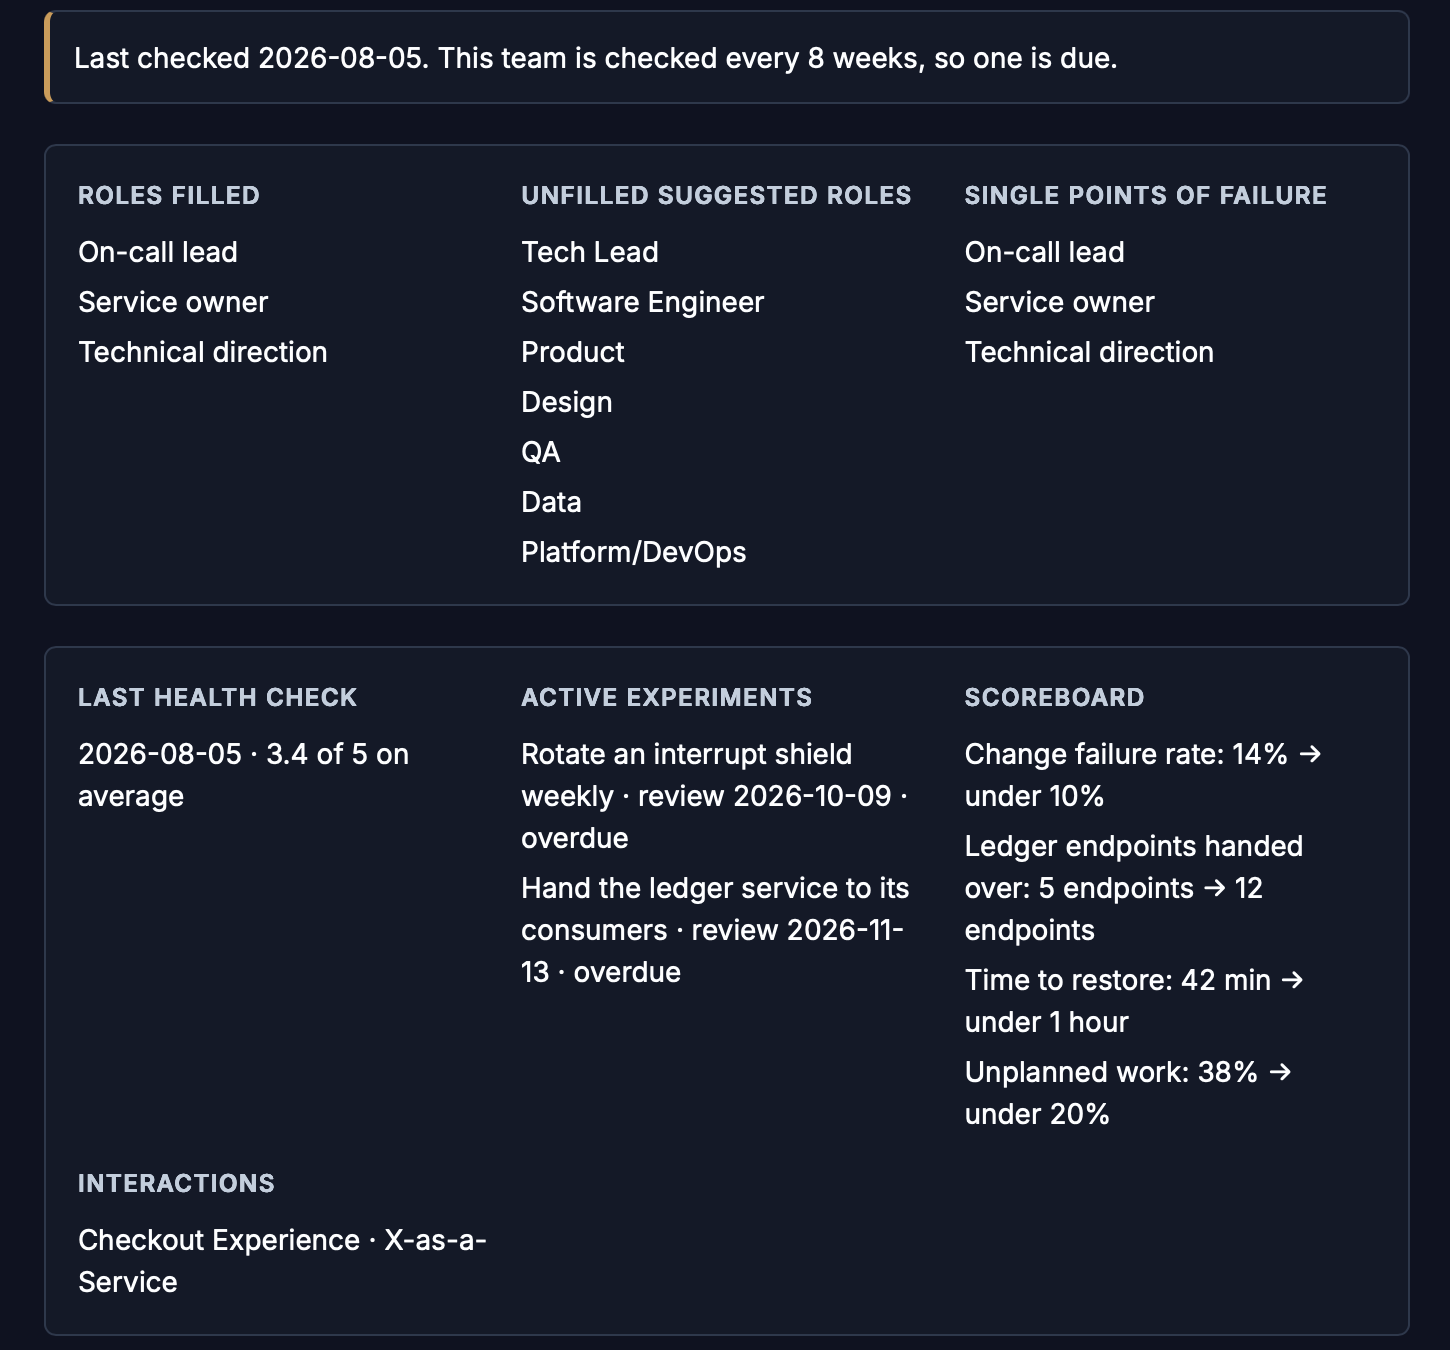 Last checked 2026-08-05. This team is checked every 8 weeks, so one is due.
ROLES FILLED
On-call lead
Service owner
Technical direction
UNFILLED SUGGESTED ROLES
Tech Lead
Software Engineer
Product
Design
QA
Data
Platform/DevOps
SINGLE POINTS OF FAILURE
On-call lead
Service owner
Technical direction
LAST HEALTH CHECK
2026-08-05 · 3.4 of 5 on
average
ACTIVE EXPERIMENTS
Rotate an interrupt shield
weekly · review 2026-10-09 ·
overdue
Hand the ledger service to its
consumers · review 2026-11-
13 · overdue
SCOREBOARD
Change failure rate: 14% →
under 10%
Ledger endpoints handed
over: 5 endpoints → 12
endpoints
Time to restore: 42 min →
under 1 hour
Unplanned work: 38% →
under 20%
INTERACTIONS
Checkout Experience · X-as-a-
Service